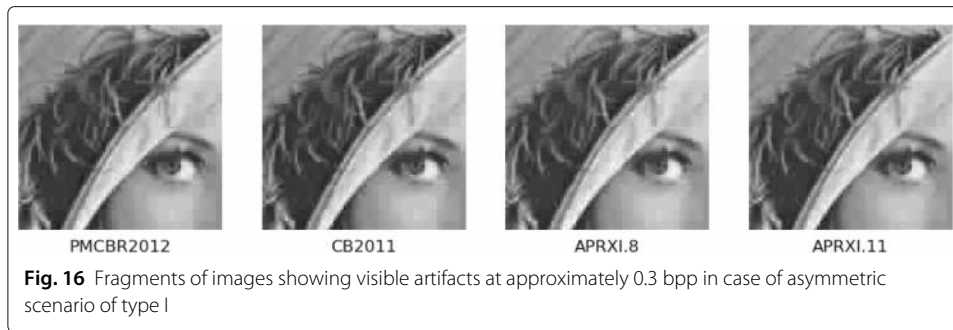 PMCBR2012 CB2011 APRXI.8 APRXI.11
Fig. 16 Fragments of images showing visible artifacts at approximately 0.3 bpp in case of asymmetric
scenario of type I